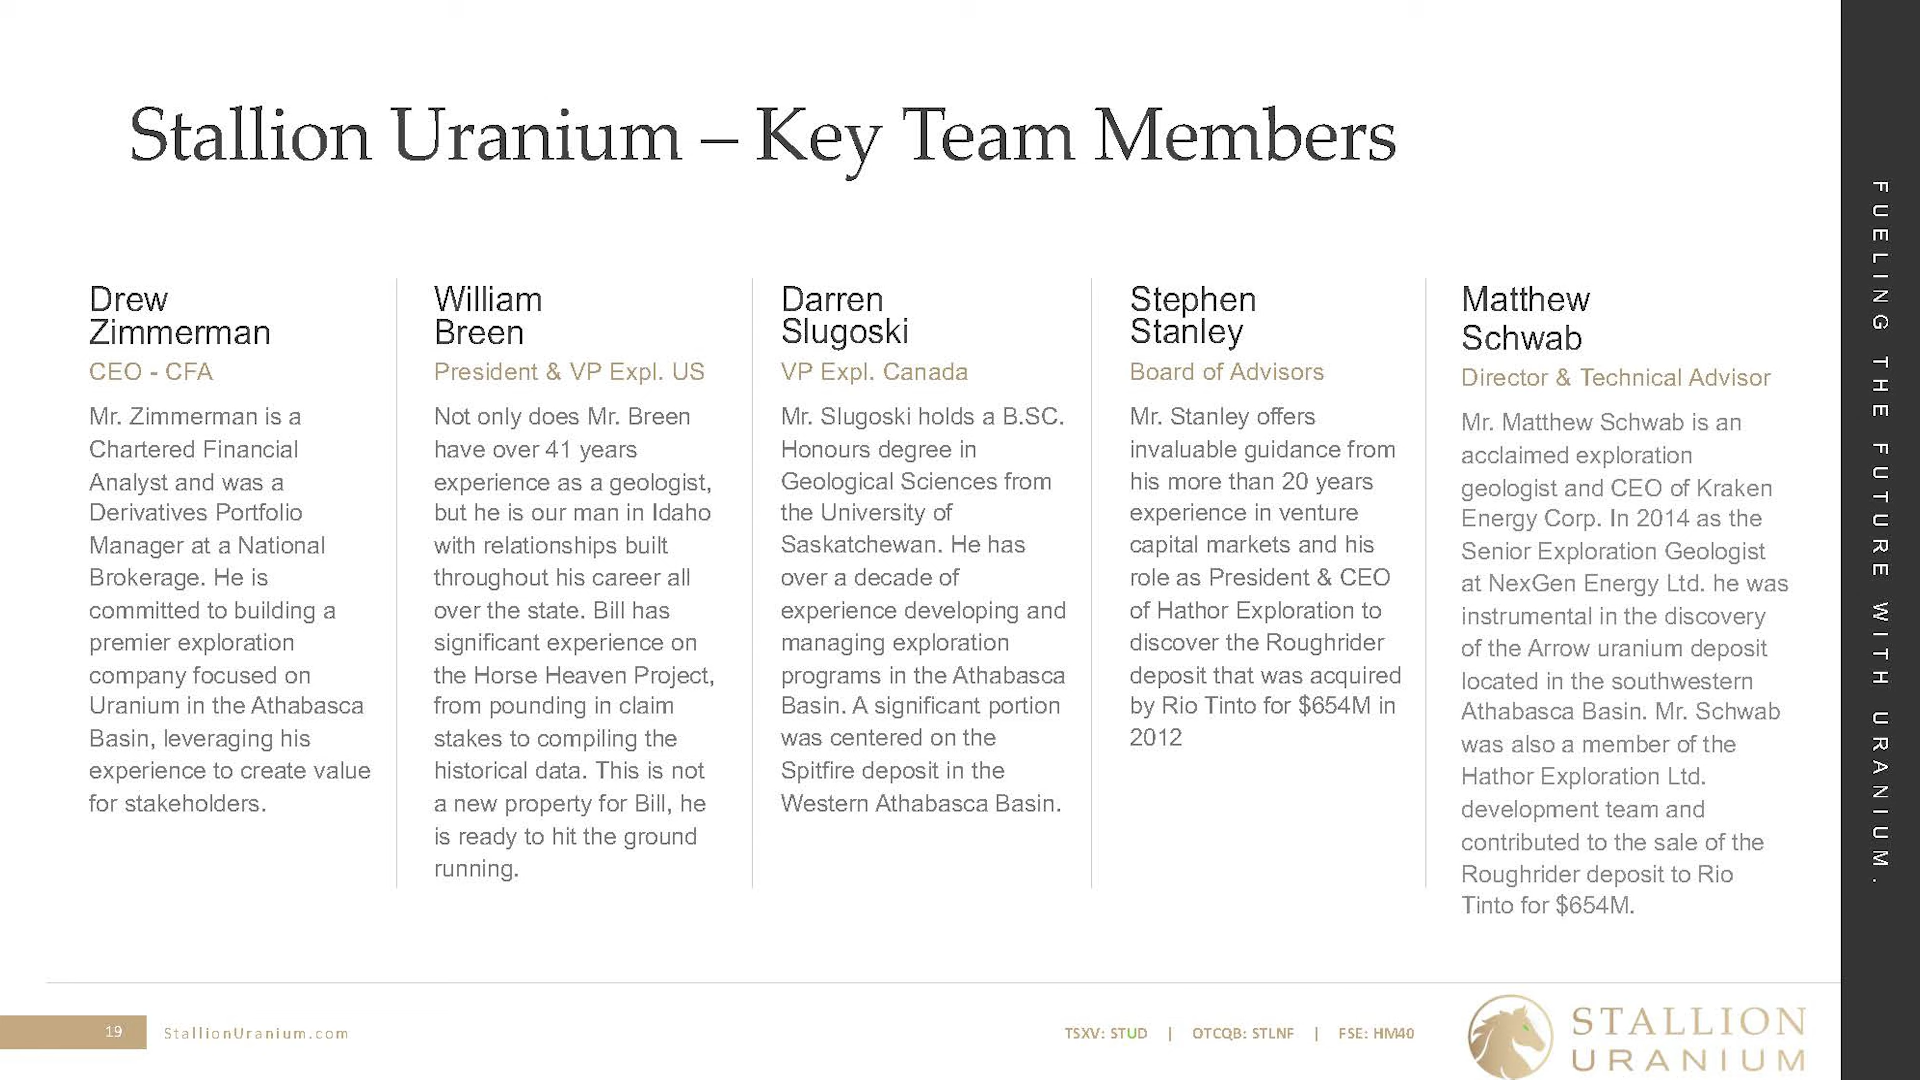 Stallion Uranium – Key Team Members
Drew
Zimmerman
CEO - CFA
Mr. Zimmerman is a
Chartered Financial
Analyst and was a
Derivatives Portfolio
Manager at a National
Brokerage. He is
committed to building a
premier exploration
company focused on
Uranium in the Athabasca
Basin, leveraging his
experience to create value
for stakeholders.
William
Breen
President & VP Expl. US
Not only does Mr. Breen
have over 41 years
experience as a geologist,
but he is our man in Idaho
with relationships built
throughout his career all
over the state. Bill has
significant experience on
the Horse Heaven Project,
from pounding in claim
stakes to compiling the
historical data. This is not
a new property for Bill, he
is ready to hit the ground
running.
Darren
Slugoski
VP Expl. Canada
Mr. Slugoski holds a B.SC.
Honours degree in
Geological Sciences from
the University of
Saskatchewan. He has
over a decade of
experience developing and
managing exploration
programs in the Athabasca
Basin. A significant portion
was centered on the
Spitfire deposit in the
Western Athabasca Basin.
Stephen
Stanley
Board of Advisors
Mr. Stanley offers
invaluable guidance from
his more than 20 years
experience in venture
capital markets and his
role as President & CEO
of Hathor Exploration to
discover the Roughrider
deposit that was acquired
by Rio Tinto for $654M in
2012
Matthew
Schwab
Director & Technical Advisor
Mr. Matthew Schwab is an
acclaimed exploration
geologist and CEO of Kraken
Energy Corp. In 2014 as the
Senior Exploration Geologist
at NexGen Energy Ltd. he was
instrumental in the discovery
of the Arrow uranium deposit
located in the southwestern
Athabasca Basin. Mr. Schwab
was also a member of the
Hathor Exploration Ltd.
development team and
contributed to the sale of the
Roughrider deposit to Rio
Tinto for $654M.
FUELING THE FUTURE WITH URANIUM.
19 StallionUranium.com
TSXV: STUD | OTCQB: STLNF | FSE: HM40
STALLION
URANIUM